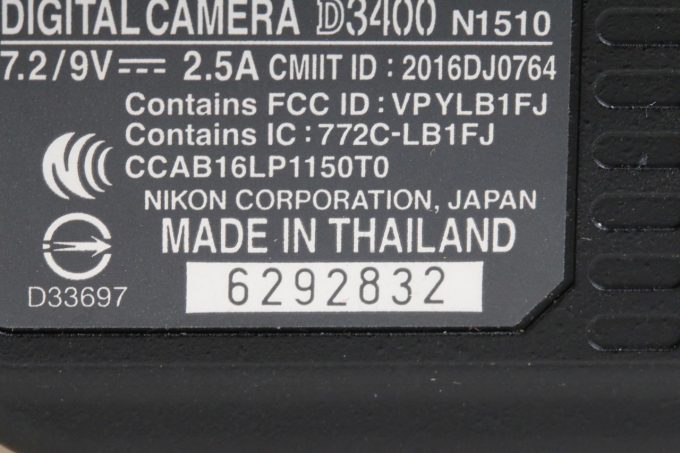 DIGITAL CAMERA D3400 N1510
7.2/9V⎓ 2.5A CMIIT ID : 2016DJ0764
Contains FCC ID : VPYLB1FJ
Contains IC : 772C-LB1FJ
CCAB16LP1150T0
NIKON CORPORATION, JAPAN
MADE IN THAILAND
D33697
6292832